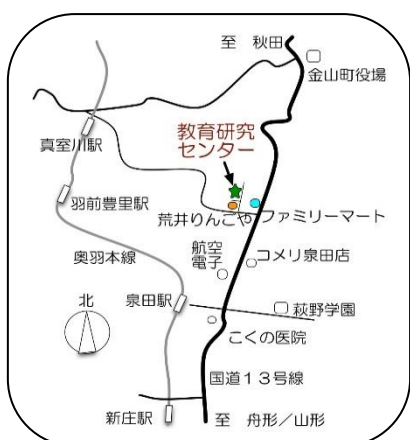 至 秋田
金山町役場
教育研究
センター
真室川駅
羽前豊里駅
荒井りんごや
ファミリーマート
奥羽本線
航空
電子
コメリ泉田店
北
泉田駅
萩野学園
こくの医院
国道13号線
新庄駅
至 舟形/山形